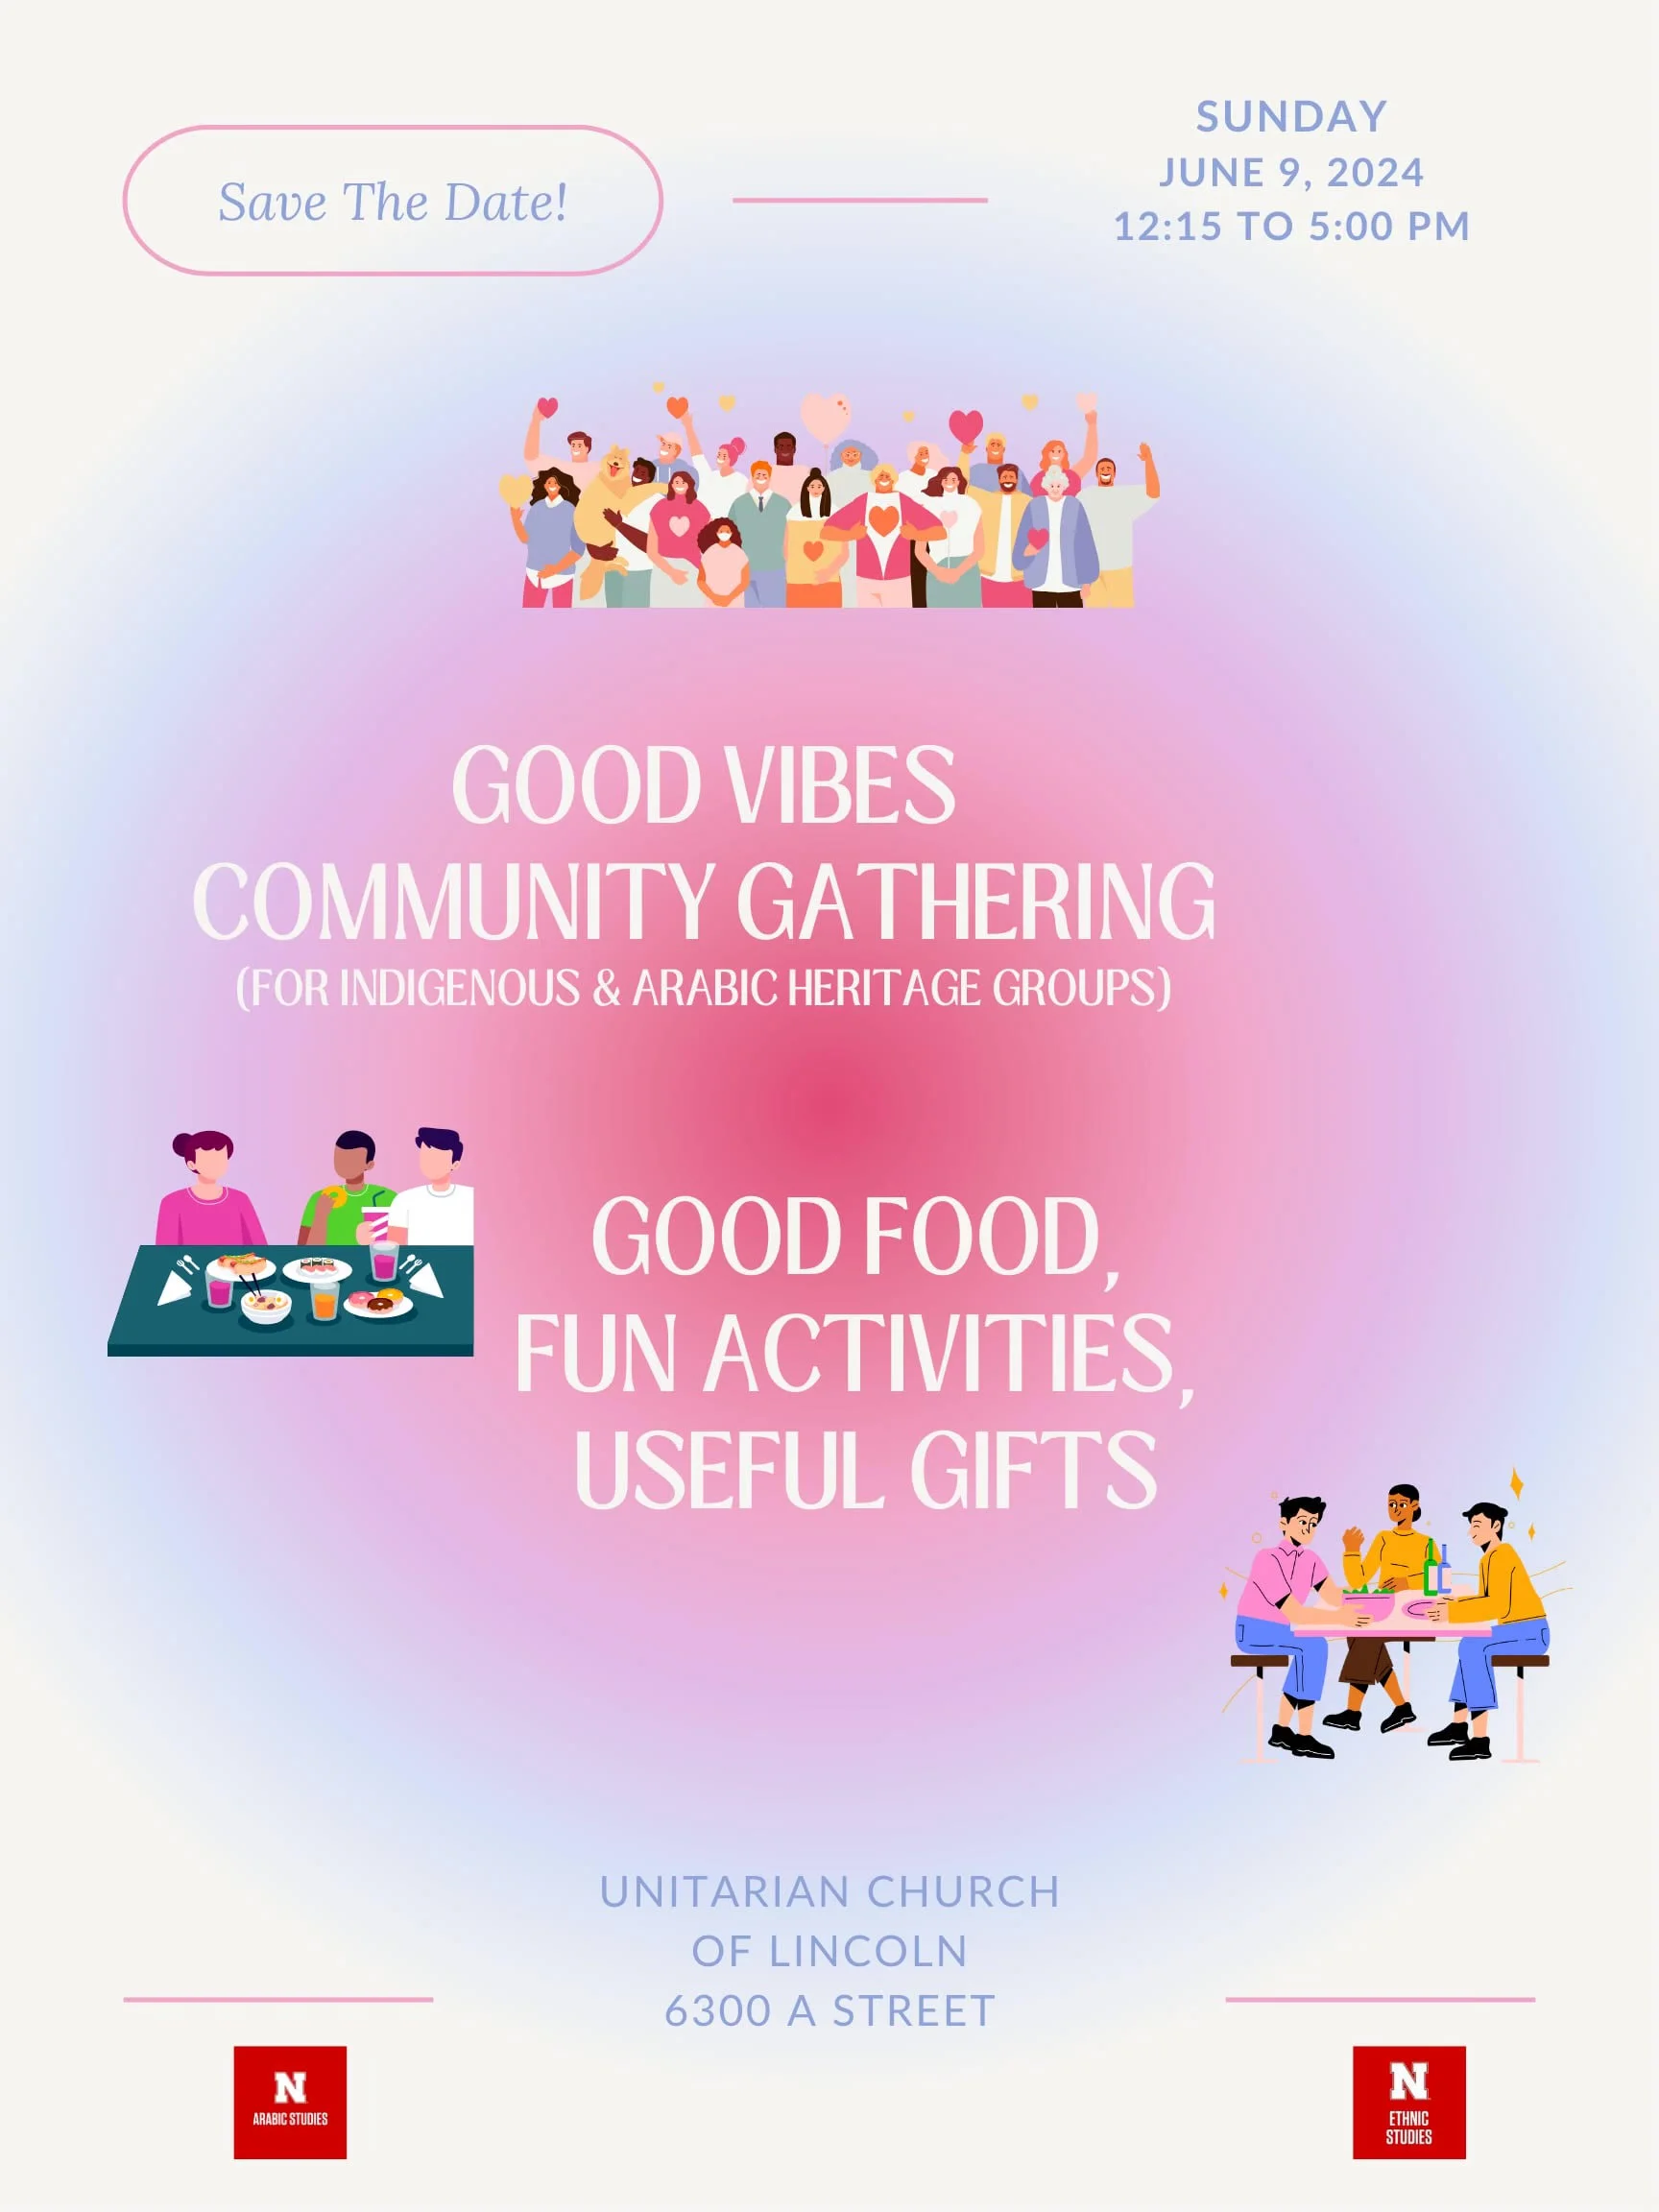 Save The Date!
SUNDAY
JUNE 9, 2024
12:15 TO 5:00 PM
GOOD VIBES
COMMUNITY GATHERING
(FOR INDIGENOUS & ARABIC HERITAGE GROUPS)
GOOD FOOD,
FUN ACTIVITIES,
USEFUL GIFTS
UNITARIAN CHURCH
OF LINCOLN
6300 A STREET
N
ARABIC STUDIES
N
ETHNIC
STUDIES